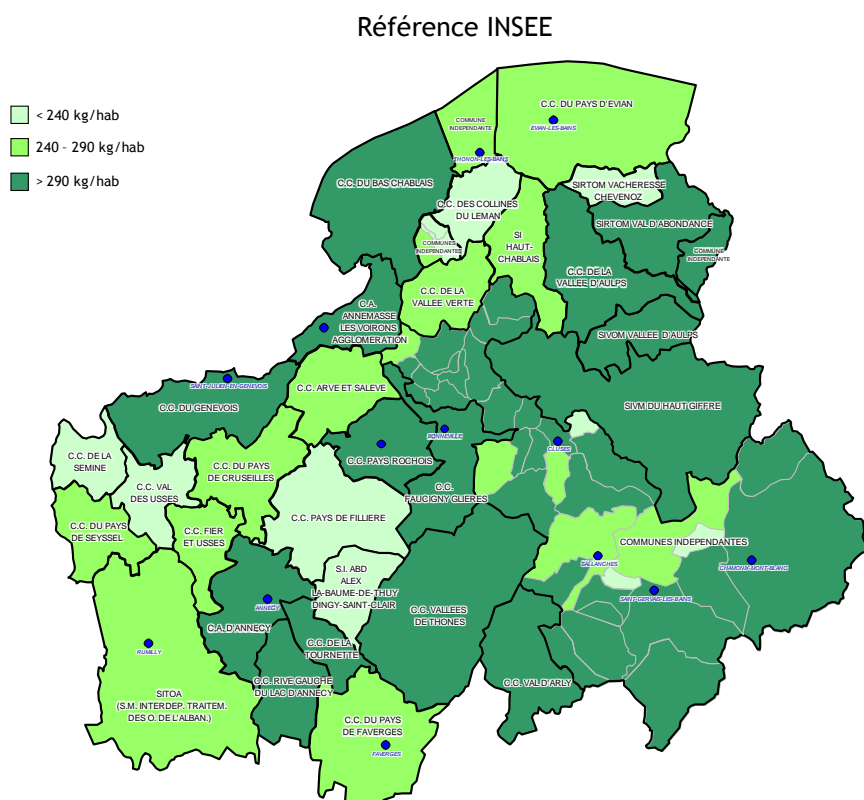 Référence INSEE
< 240 kg/hab
240 - 290 kg/hab
> 290 kg/hab
C.C. DU PAYS D'EVIAN
EVIAN-LES-BAINS
COMMUNE
INDEPENDANTE
THONON-LES-BAINS
C.C. DU BAS CHABLAIS
SIRTOM VACHERESSE
CHEVENOZ
C.C. DES COLLINES
DU LEMAN
SIRTOM VAL D'ABONDANCE
COMMUNES
INDEPENDANTES
SI
HAUT-
CHABLAIS
COMMUNE
INDEPENDANTE
C.C. DE LA
VALLEE D'AULPS
C.C. DE LA
VALLEE VERTE
C.A.
ANNEMASSE
LES VOIRONS
AGGLOMERATION
SIVOM VALLEE D'AULPS
SAINT-JULIEN-EN-GENEVOIS
C.C. ARVE ET SALEVE
C.C. DU GENEVOIS
SIVM DU HAUT GIFFRE
BONNEVILLE
CLUSES
C.C. DE LA
SEMINE
C.C. DU PAYS
DE CRUSEILLES
C.C. PAYS ROCHOIS
C.C. VAL
DES USSES
C.C.
FAUCIGNY GLIERES
C.C. PAYS DE FILLIERE
C.C. DU PAYS
DE SEYSSEL
C.C. FIER
ET USSES
COMMUNES INDEPENDANTES
SALLANCHES
CHAMONIX-MONT-BLANC
S.I. ABD
ALEX
LA-BAUME-DE-THUY
DINGY-SAINT-CLAIR
SAINT-GERVAIS-LES-BAINS
ANNECY
C.C. VALLEES
DE THONES
C.A. D'ANNECY
RUMILLY
C.C. DE LA
TOURNETTE
C.C. RIVE GAUCHE
DU LAC D'ANNECY
C.C. VAL D'ARLY
SITOA
(S.M. INTERDEP. TRAITEM.
DES O. DE L'ALBAN.)
C.C. DU PAYS
DE FAVERGES
FAVERGES